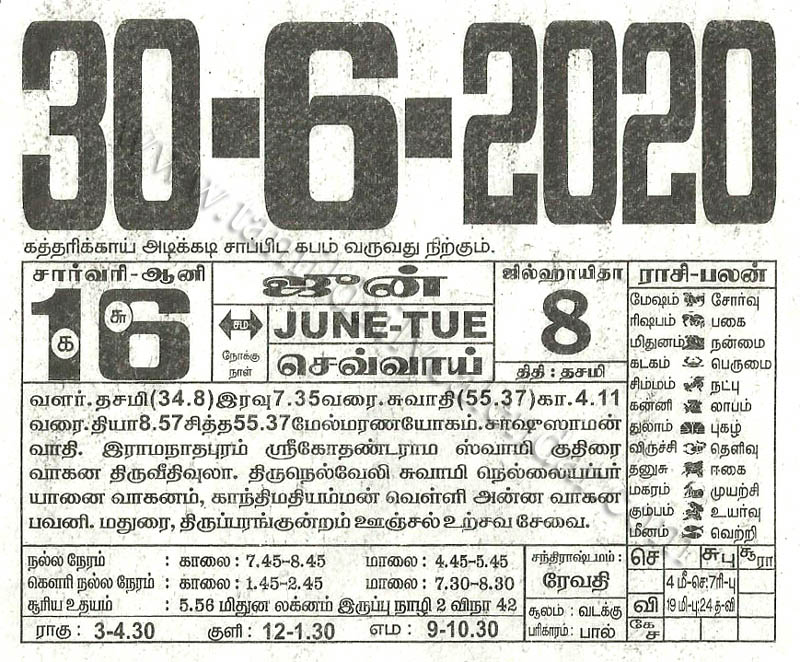 30-6-2020
கத்தரிக்காய் அடிக்கடி சாப்பிட கபம் வருவது நிற்கும்.
சார்வரி-ஆனி
16
க
சு
சம
நோக்கு
நாள்
ஜுன்
JUNE-TUE
செவ்வாய்
ஜில்ஹாயிதா
8
திதி : தசமி
ராசி-பலன்
மேஷம் சோர்வு
ரிஷபம் பகை
மிதுனம் நன்மை
கடகம் பெருமை
சிம்மம் நட்பு
கன்னி லாபம்
துலாம் புகழ்
விருச்சி தெளிவு
தனுசு ஈகை
மகரம் முயற்சி
கும்பம் உயர்வு
மீனம் வெற்றி
வளர். தசமி(34.8)இரவு7.35வரை.சுவாதி(55.37)கா.4.11
வரை.தியா8.57சித்த55.37மேல்மரணயோகம்.சர்ஷுஸாமன்
வாதி. இராமநாதபுரம் ஸ்ரீகோதண்டராம ஸ்வாமி குதிரை
வாகன திருவீதிவுலா. திருநெல்வேலி சுவாமி நெல்லையப்பர்
யானை வாகனம், காந்திமதியம்மன் வெள்ளி அன்ன வாகன
பவனி. மதுரை, திருப்பரங்குன்றம் ஊஞ்சல் உற்சவ சேவை.
நல்ல நேரம் : காலை: 7.45-8.45 மாலை: 4.45-5.45
கௌரி நல்ல நேரம் : காலை: 1.45-2.45 மாலை: 7.30-8.30
சூரிய உதயம் : 5.56 மிதுன லக்னம் இருப்பு நாழி 2 விநா 42
ராகு : 3-4.30 குளி : 12-1.30 எம : 9-10.30
சந்திராஷ்டமம் :
ரேவதி
சூலம் : வடக்கு
பரிகாரம் : பால்
செ சு பு சூ ரா
4 மீ-செ:7ரி-பு
வி 19 மி-பு:24 த-வி
கே ச